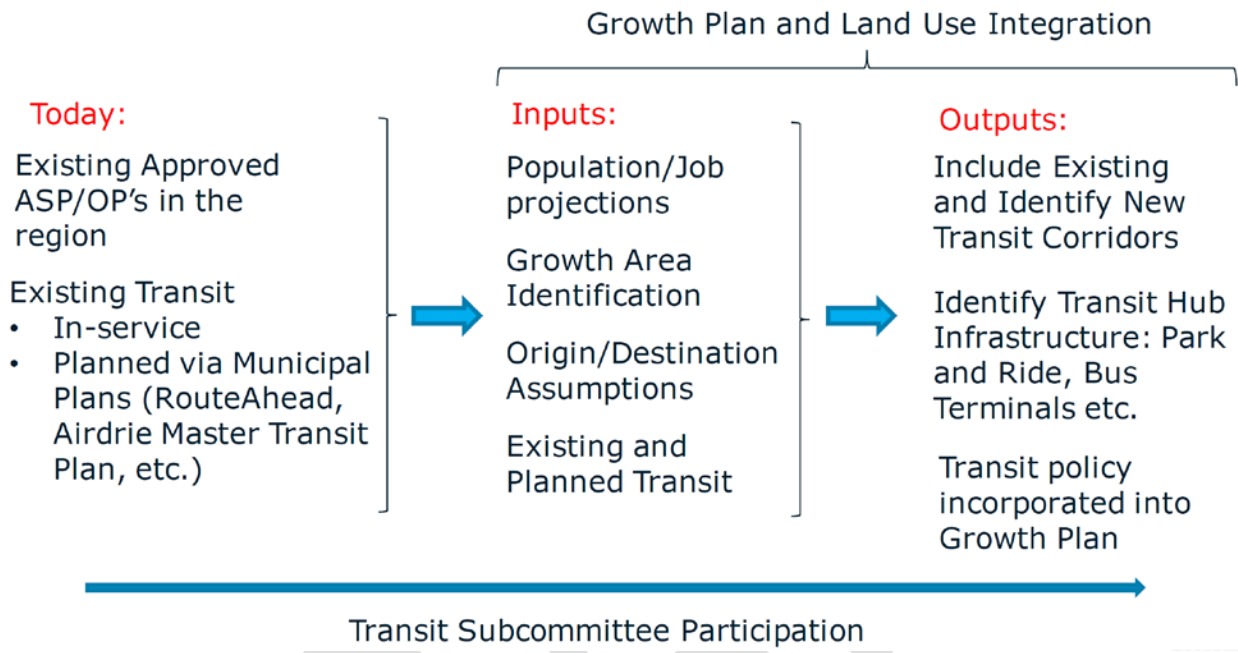 Growth Plan and Land Use Integration
Today:
Existing Approved
ASP/OP's in the
region
Existing Transit
• In-service
• Planned via Municipal
Plans (RouteAhead,
Airdrie Master Transit
Plan, etc.)
Inputs:
Population/Job
projections
Growth Area
Identification
Origin/Destination
Assumptions
Existing and
Planned Transit
Outputs:
Include Existing
and Identify New
Transit Corridors
Identify Transit Hub
Infrastructure: Park
and Ride, Bus
Terminals etc.
Transit policy
incorporated into
Growth Plan
Transit Subcommittee Participation